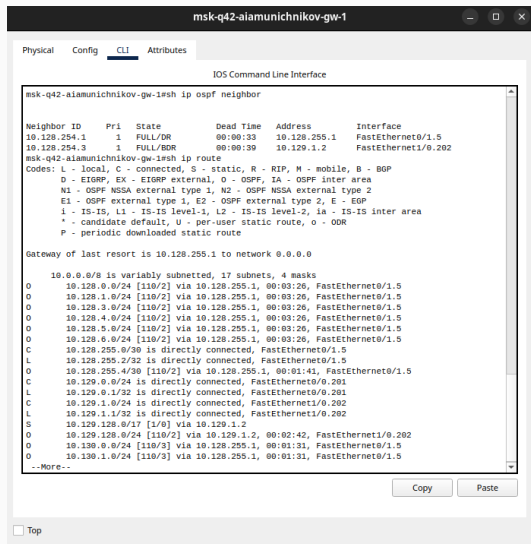 msk-q42-aiamunichnikov-gw-1
Physical Config CLI Attributes
IOS Command Line Interface
msk-q42-aiamunichnikov-gw-1#sh ip ospf neighbor
Neighbor ID Pri State Dead Time Address Interface
10.128.254.1 1 FULL/DR 00:00:33 10.128.255.1 FastEthernet0/1.5
10.128.254.3 1 FULL/BDR 00:00:39 10.129.1.2 FastEthernet1/0.202
msk-q42-aiamunichnikov-gw-1#sh ip route
Codes: L - local, C - connected, S - static, R - RIP, M - mobile, B - BGP
D - EIGRP, EX - EIGRP external, O - OSPF, IA - OSPF inter area
N1 - OSPF NSSA external type 1, N2 - OSPF NSSA external type 2
E1 - OSPF external type 1, E2 - OSPF external type 2, E - EGP
i - IS-IS, L1 - IS-IS level-1, L2 - IS-IS level-2, ia - IS-IS inter area
* - candidate default, U - per-user static route, o - ODR
P - periodic downloaded static route
Gateway of last resort is 10.128.255.1 to network 0.0.0.0
10.0.0.0/8 is variably subnetted, 17 subnets, 4 masks
O 10.128.0.0/24 [110/2] via 10.128.255.1, 00:03:26, FastEthernet0/1.5
O 10.128.1.0/24 [110/2] via 10.128.255.1, 00:03:26, FastEthernet0/1.5
O 10.128.3.0/24 [110/2] via 10.128.255.1, 00:03:26, FastEthernet0/1.5
O 10.128.4.0/24 [110/2] via 10.128.255.1, 00:03:26, FastEthernet0/1.5
O 10.128.5.0/24 [110/2] via 10.128.255.1, 00:03:26, FastEthernet0/1.5
O 10.128.6.0/24 [110/2] via 10.128.255.1, 00:03:26, FastEthernet0/1.5
C 10.128.255.0/30 is directly connected, FastEthernet0/1.5
L 10.128.255.2/32 is directly connected, FastEthernet0/1.5
O 10.128.255.4/30 [110/2] via 10.128.255.1, 00:01:41, FastEthernet0/1.5
C 10.129.0.0/24 is directly connected, FastEthernet0/0.201
L 10.129.0.1/32 is directly connected, FastEthernet0/0.201
C 10.129.1.0/24 is directly connected, FastEthernet1/0.202
L 10.129.1.1/32 is directly connected, FastEthernet1/0.202
S 10.129.128.0/17 [1/0] via 10.129.1.2
O 10.129.128.0/24 [110/2] via 10.129.1.2, 00:02:42, FastEthernet1/0.202
O 10.130.0.0/24 [110/3] via 10.128.255.1, 00:01:31, FastEthernet0/1.5
O 10.130.1.0/24 [110/3] via 10.128.255.1, 00:01:31, FastEthernet0/1.5
--More--
Copy Paste
Top